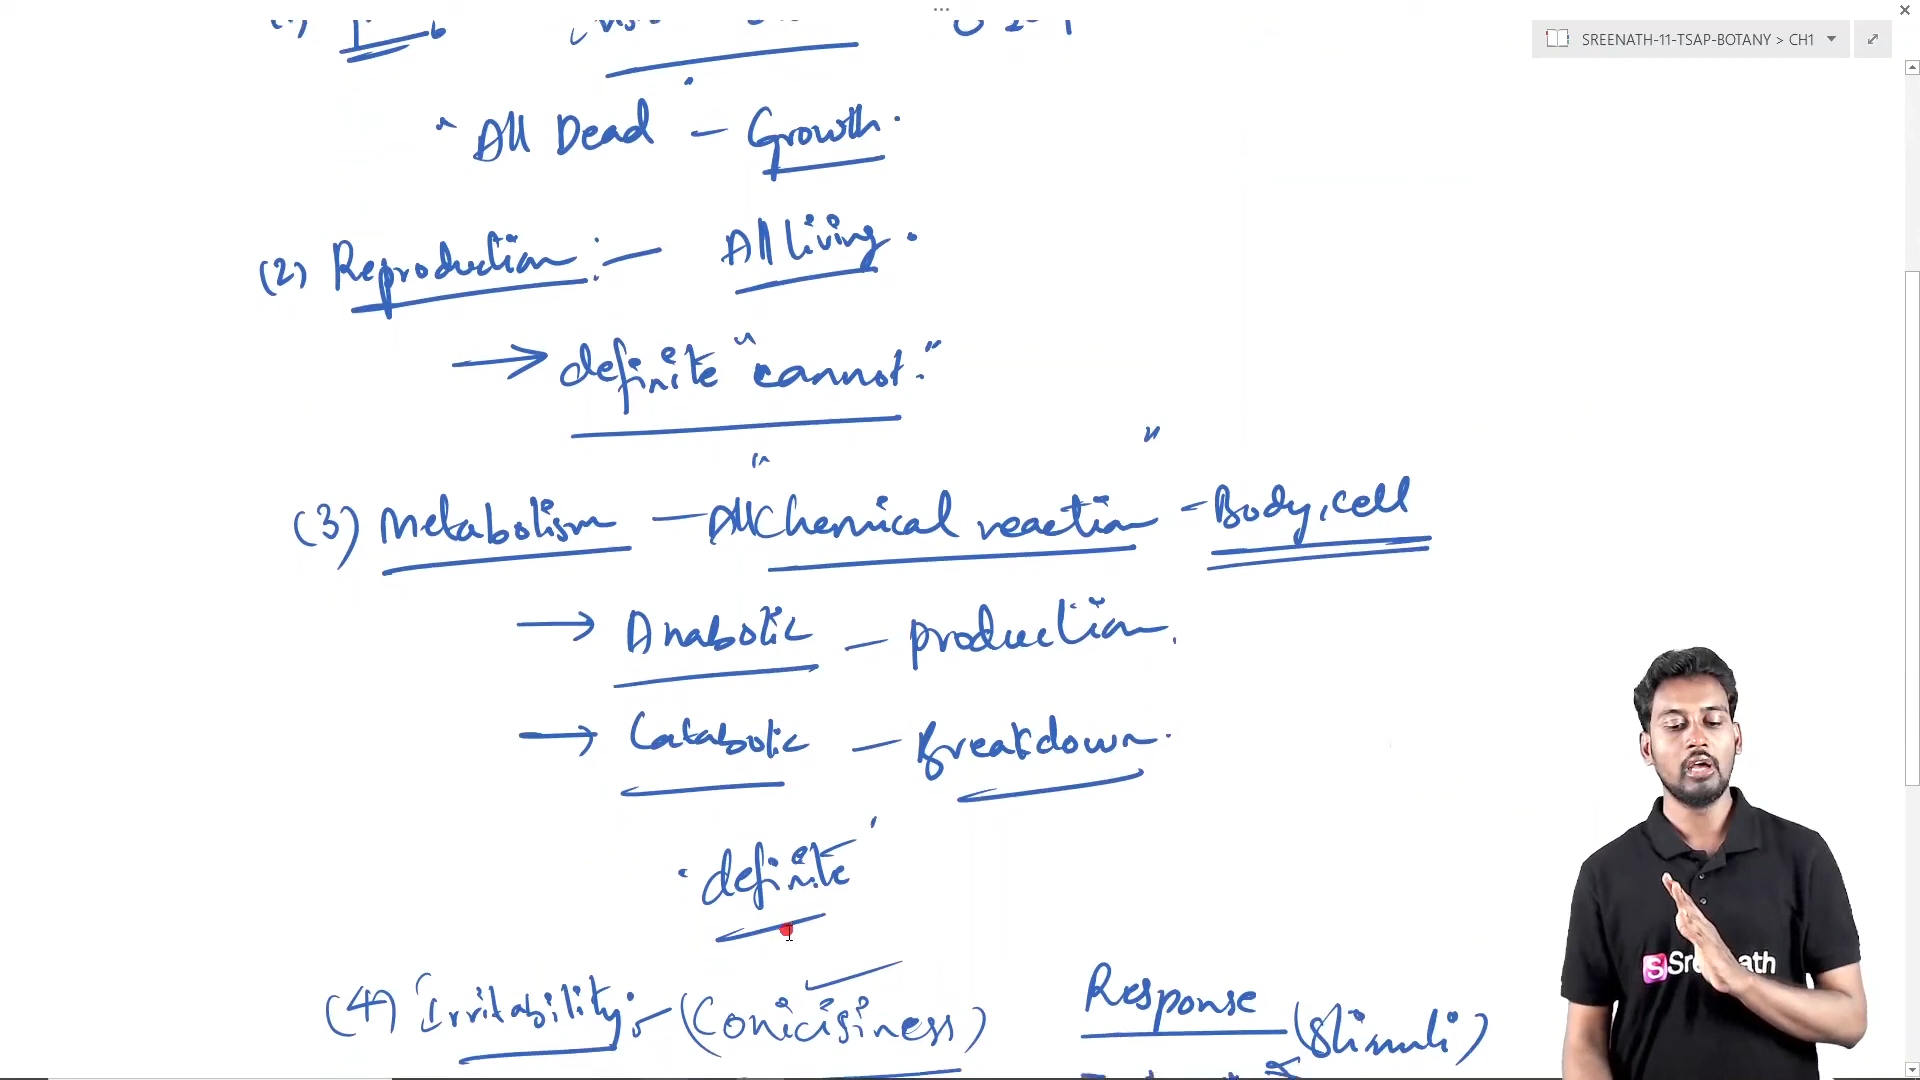 SREENATH-11-TSAP-BOTANY > CH1
"All Dead - Growth.
(2) Reproduction :- All living.
→ definite "cannot."
(3) Metabolism - "All Chemical reaction" - Body, cell
→ Anabolic - production.
→ Catabolic - Breakdown.
'definite'
(4) Irritability :- (Conicisiness) Response (Stimuli)